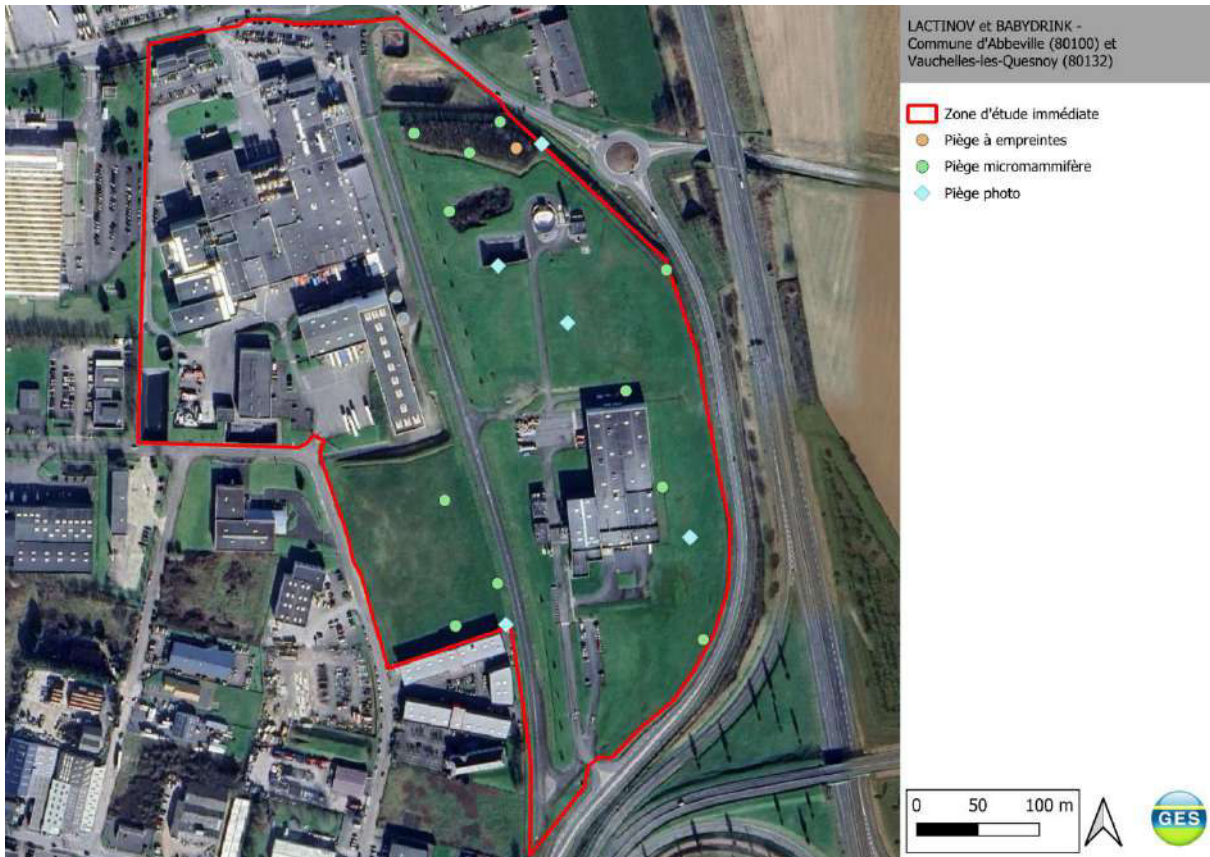 LACTINOV et BABYDRINK -
Commune d'Abbeville (80100) et
Vauchelles-les-Quesnoy (80132)
Zone d'étude immédiate
Piège à empreintes
Piège micromammifère
Piège photo
0 50 100 m
GES